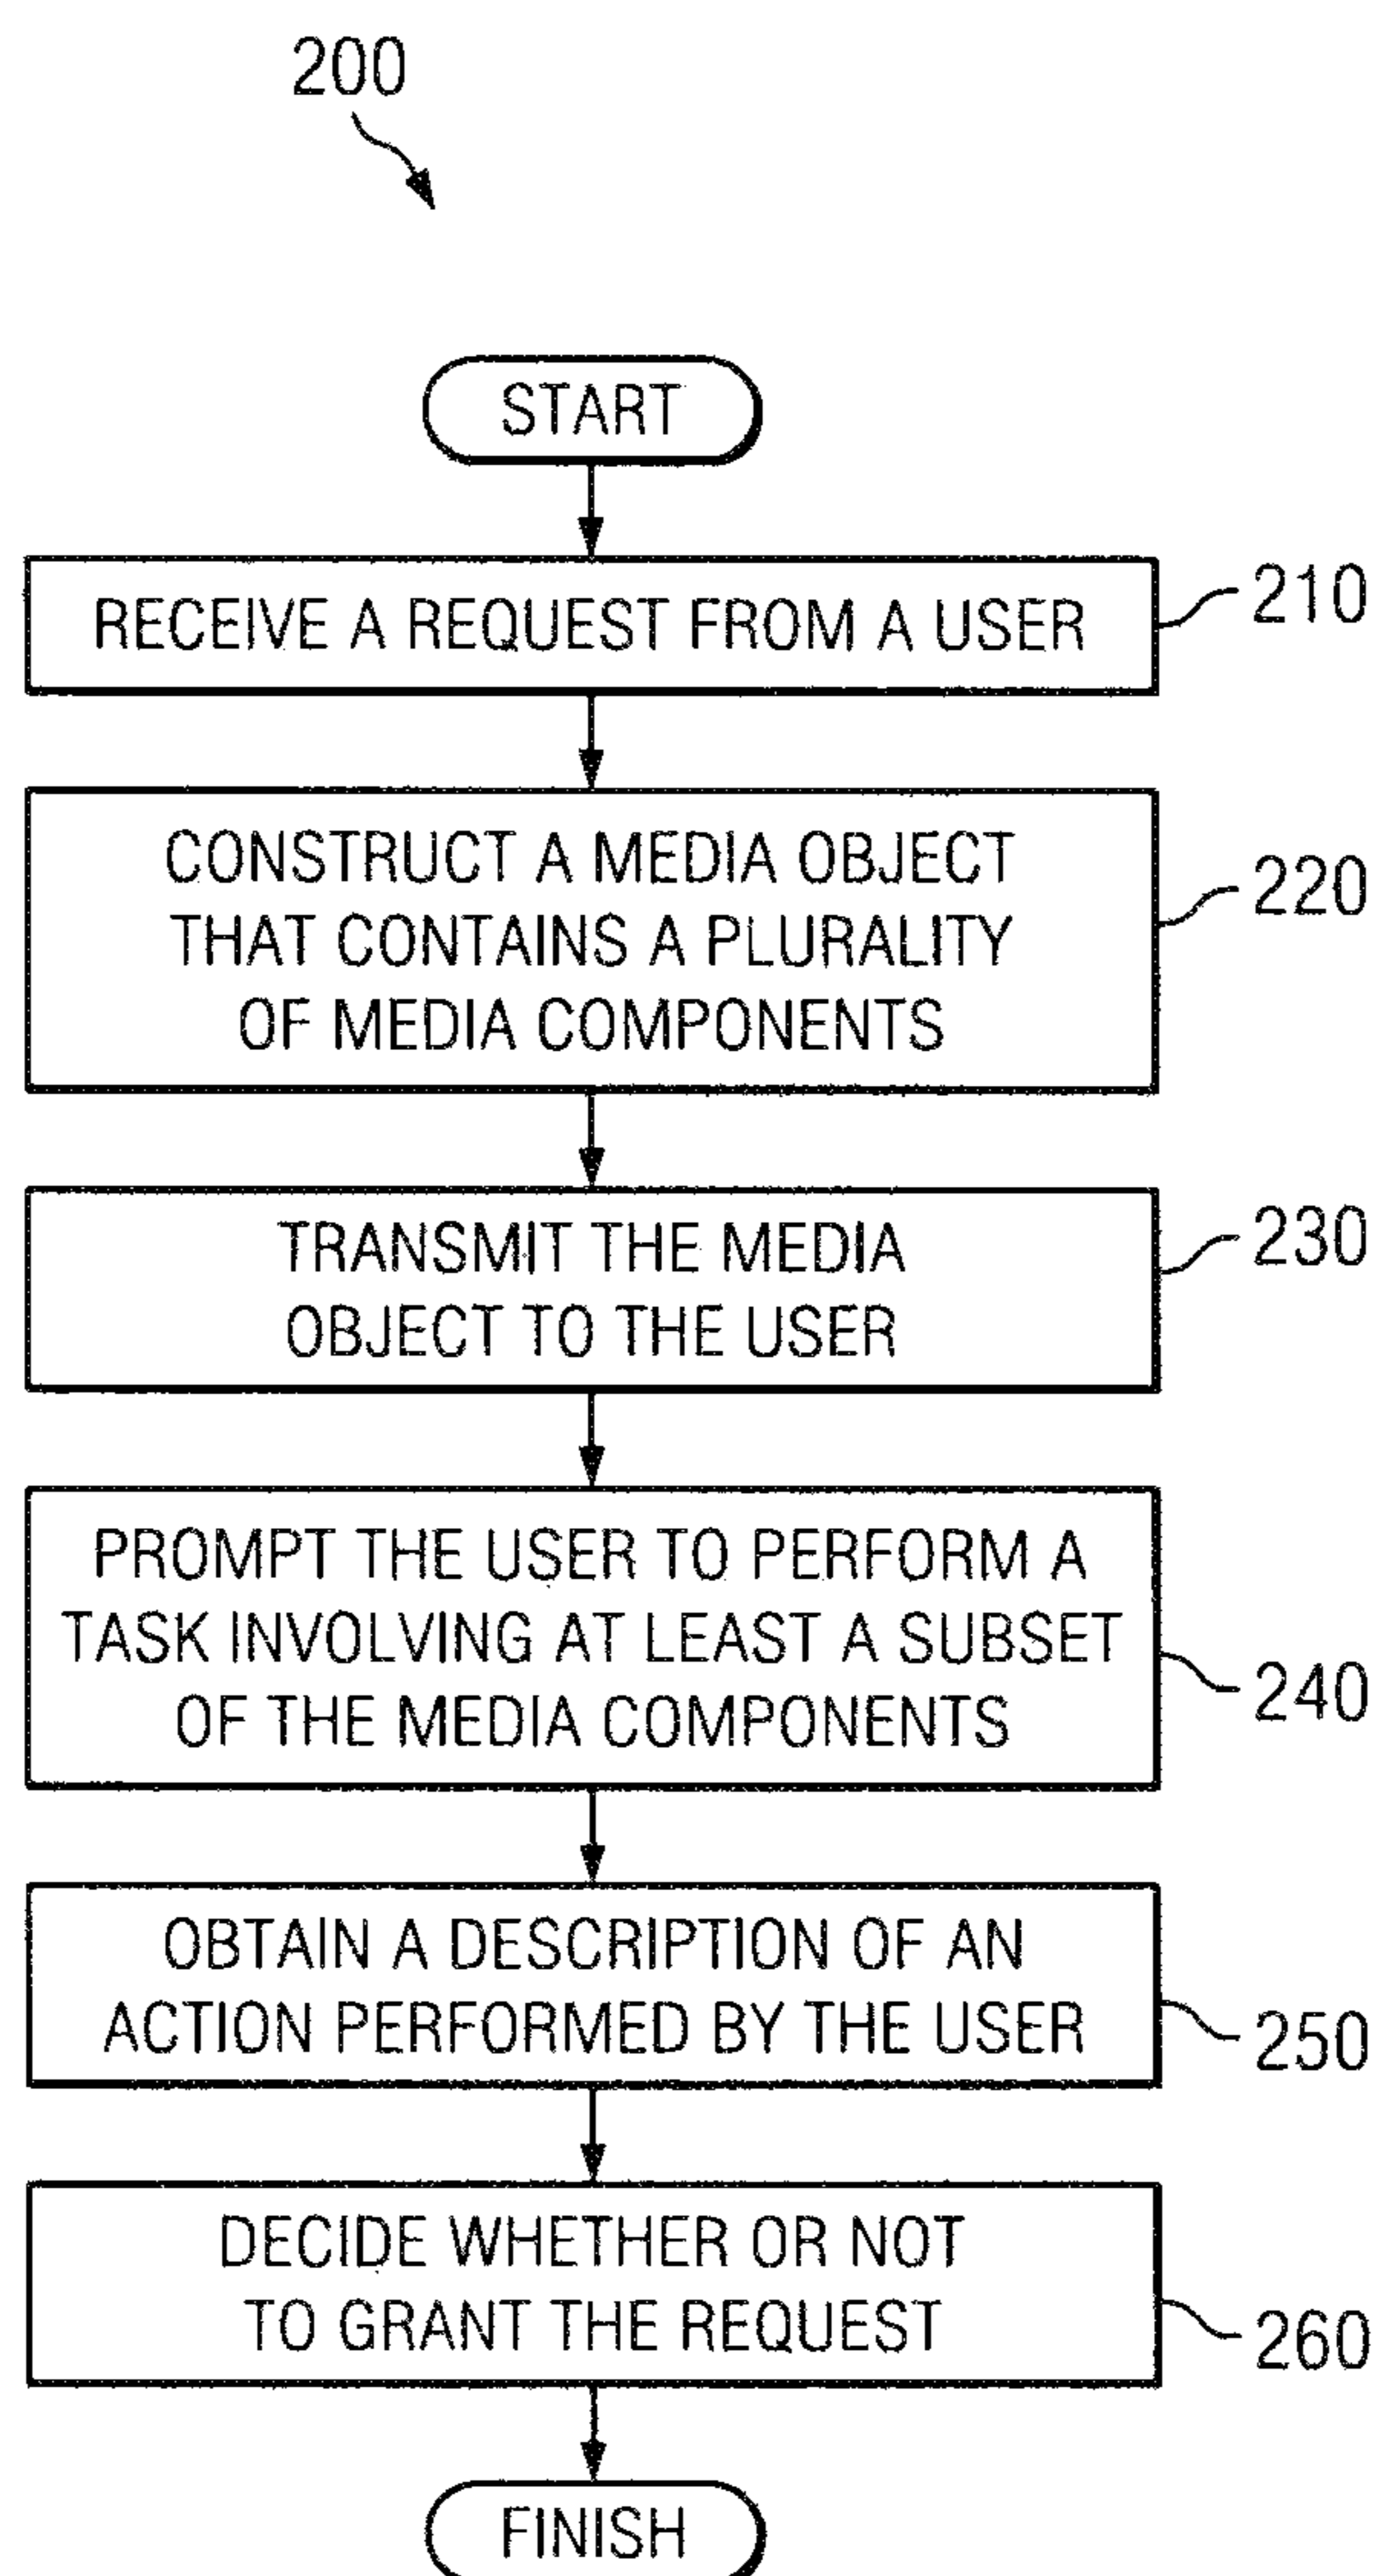 200
START
RECEIVE A REQUEST FROM A USER
210
CONSTRUCT A MEDIA OBJECT
THAT CONTAINS A PLURALITY
OF MEDIA COMPONENTS
220
TRANSMIT THE MEDIA
OBJECT TO THE USER
230
PROMPT THE USER TO PERFORM A
TASK INVOLVING AT LEAST A SUBSET
OF THE MEDIA COMPONENTS
240
OBTAIN A DESCRIPTION OF AN
ACTION PERFORMED BY THE USER
250
DECIDE WHETHER OR NOT
TO GRANT THE REQUEST
260
FINISH